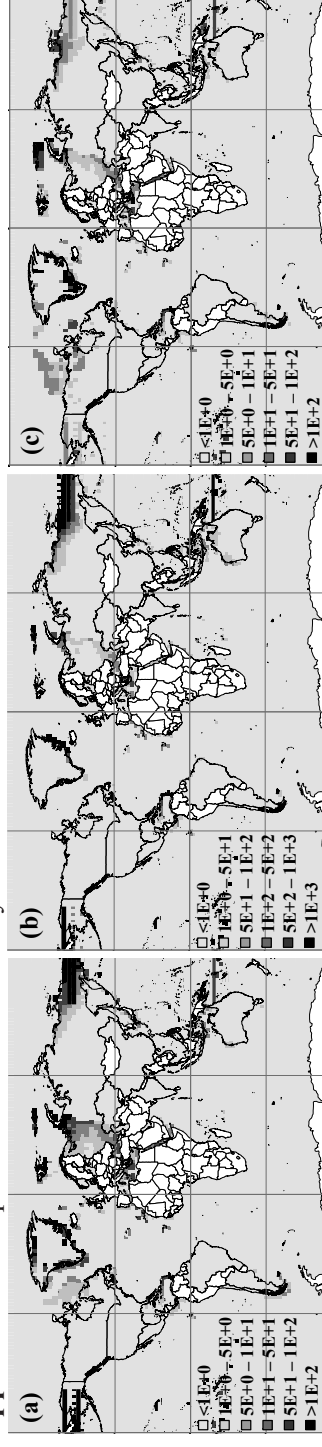 (a)
<1E+0
1E+0 - 5E+0
5E+0 - 1E+1
1E+1 - 5E+1
5E+1 - 1E+2
>1E+2
(b)
<1E+0
1E+0 - 5E+1
5E+1 - 1E+2
1E+2 - 5E+2
5E+2 - 1E+3
>1E+3
(c)
<1E+0
1E+0 - 5E+0
5E+0 - 1E+1
1E+1 - 5E+1
5E+1 - 1E+2
>1E+2